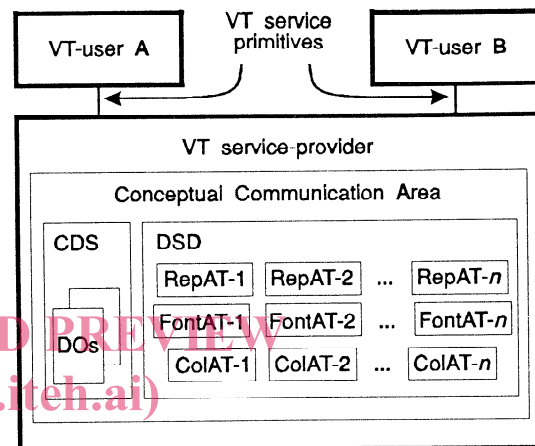 VT service
primitives
VT-user A
VT-user B
VT service-provider
Conceptual Communication Area
CDS
DOs
DSD
RepAT-1 RepAT-2 ... RepAT-n
FontAT-1 FontAT-2 ... FontAT-n
ColAT-1 ColAT-2 ... ColAT-n
D PREVIEW
.iteh.ai)